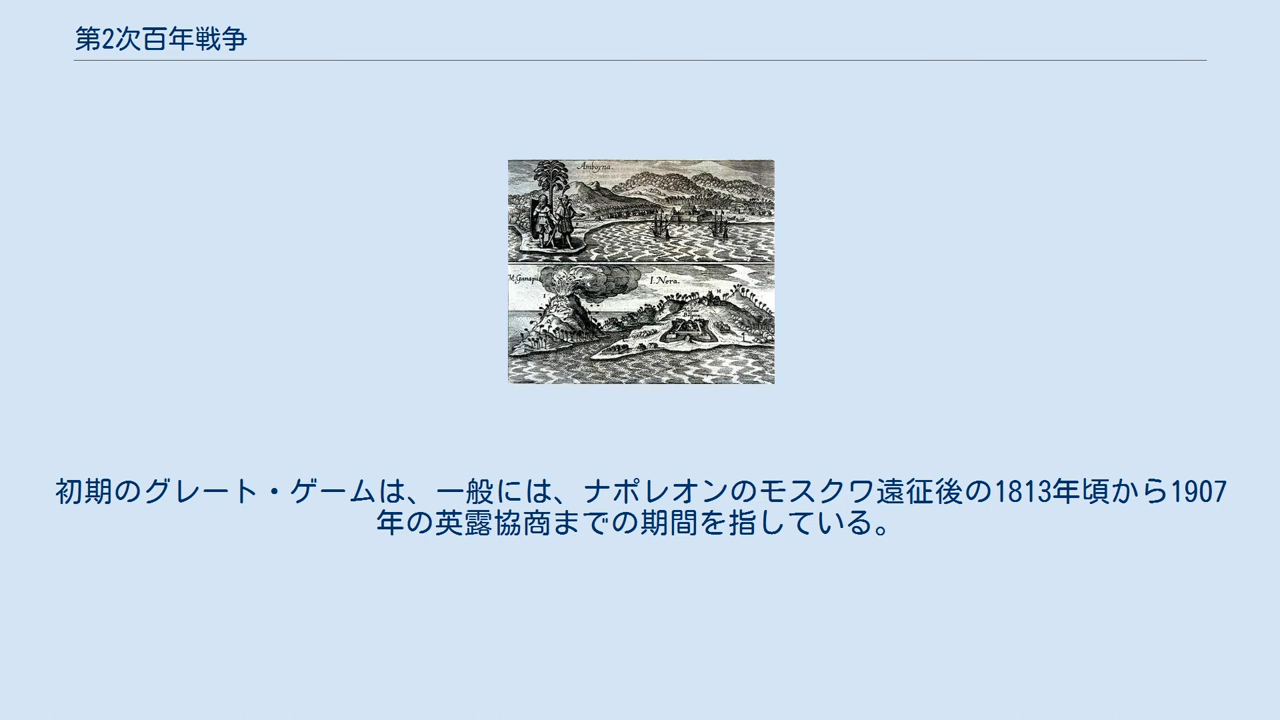 第2次百年戦争
Amboyna.
I. Nera.
初期のグレート・ゲームは、一般には、ナポレオンのモスクワ遠征後の1813年頃から1907
年の英露協商までの期間を指している。